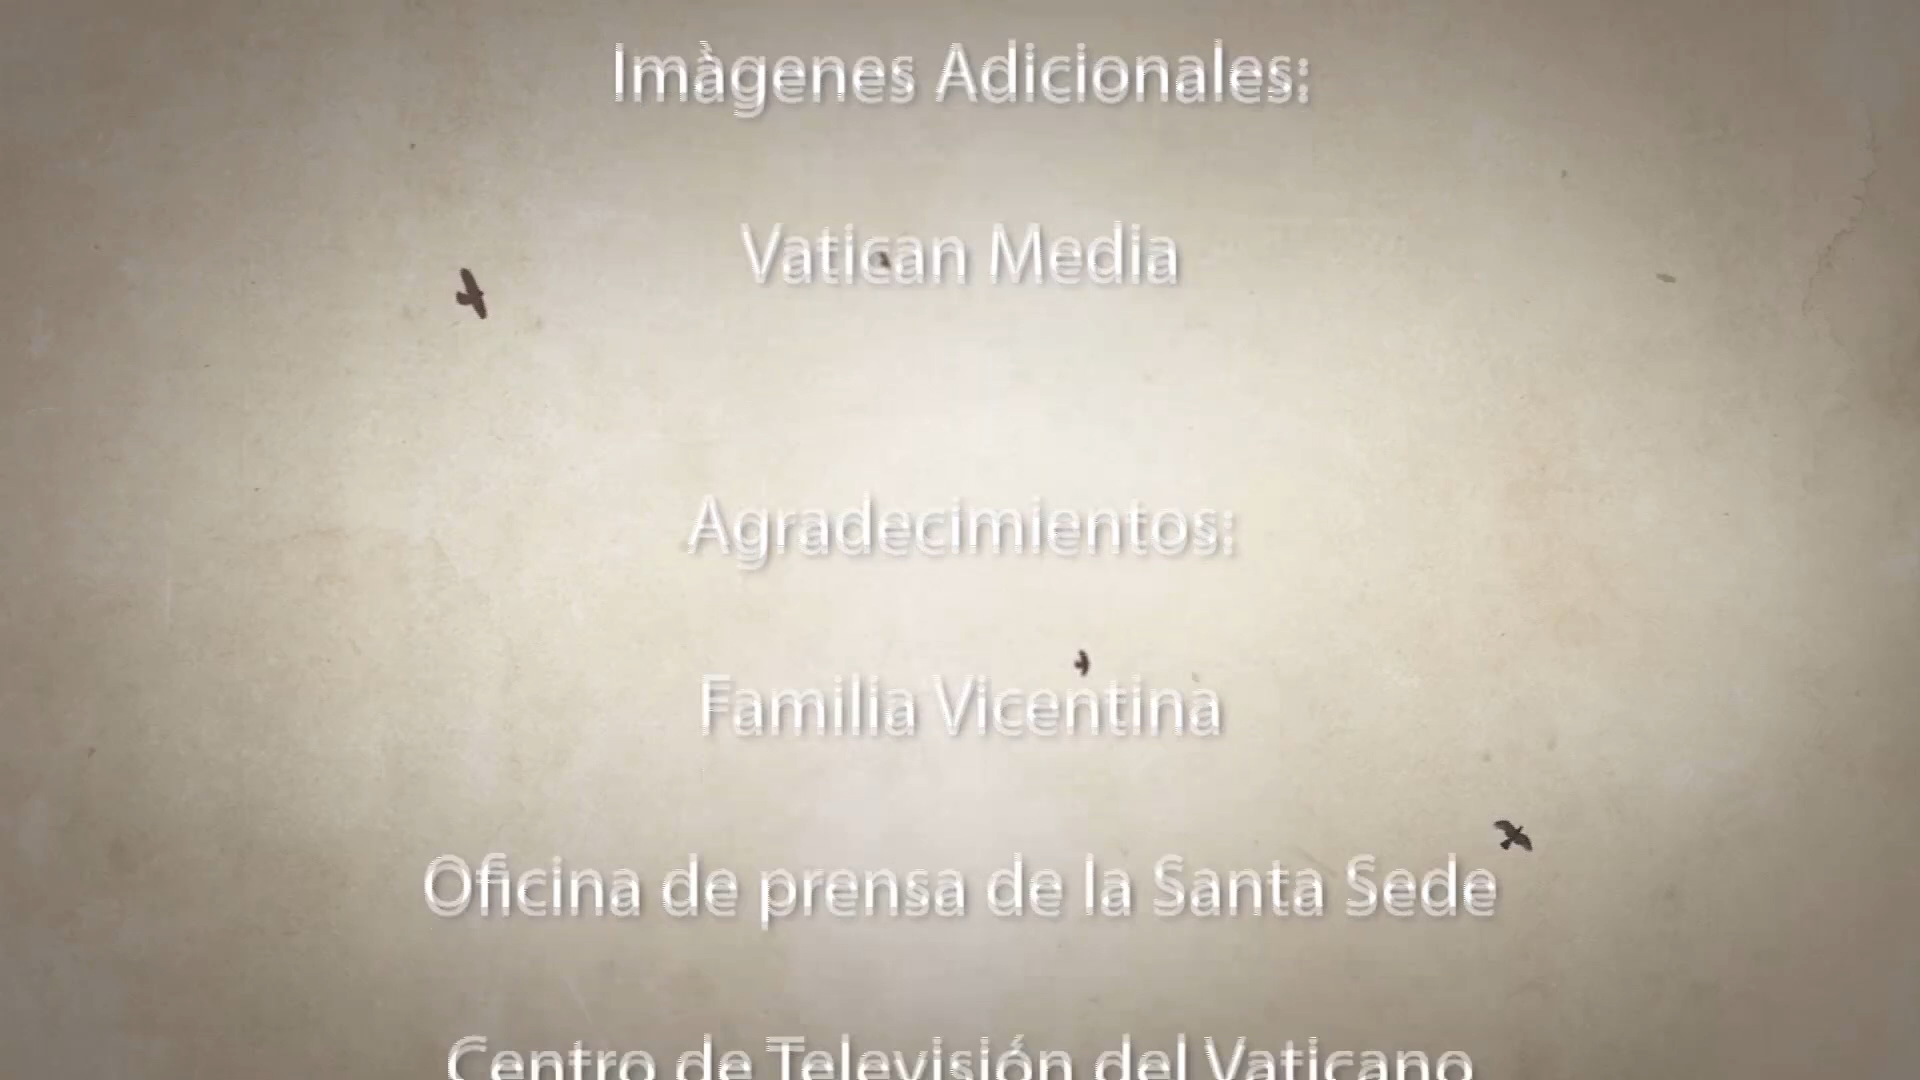 Imàgenes Adicionales:
Vatican Media
Agradecimientos:
Familia Vicentina
Oficina de prensa de la Santa Sede
Centro de Televisión del Vaticano